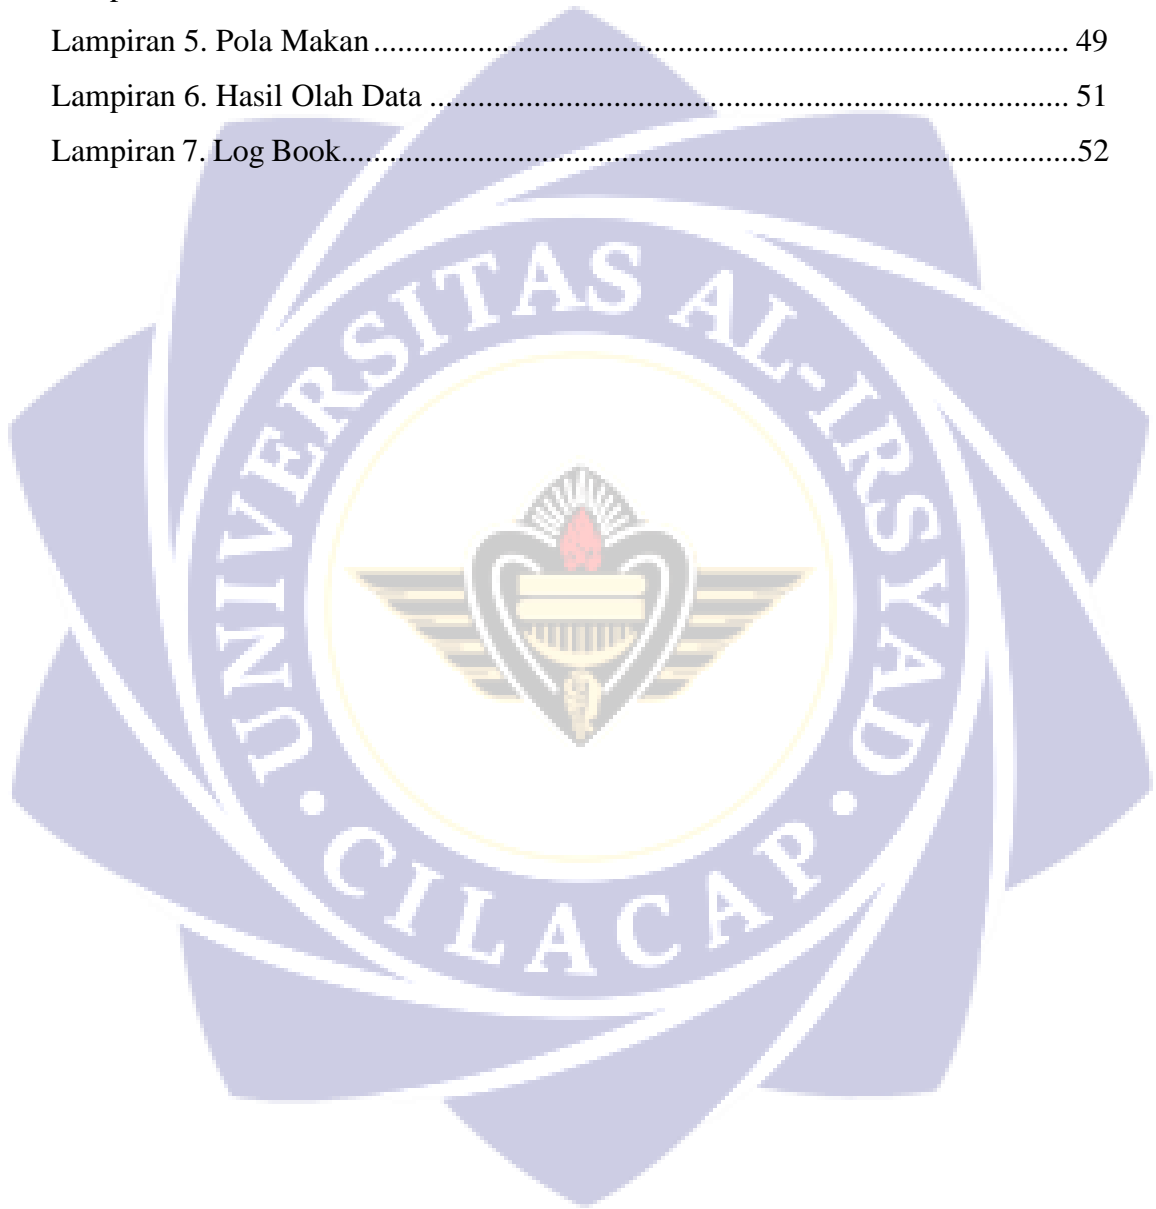 Lampiran 5. Pola Makan ........................................................................................ 49
Lampiran 6. Hasil Olah Data ................................................................................ 51
Lampiran 7. Log Book...........................................................................................52
UNIVERSITAS AL-IRSYAD
• CILACAP •